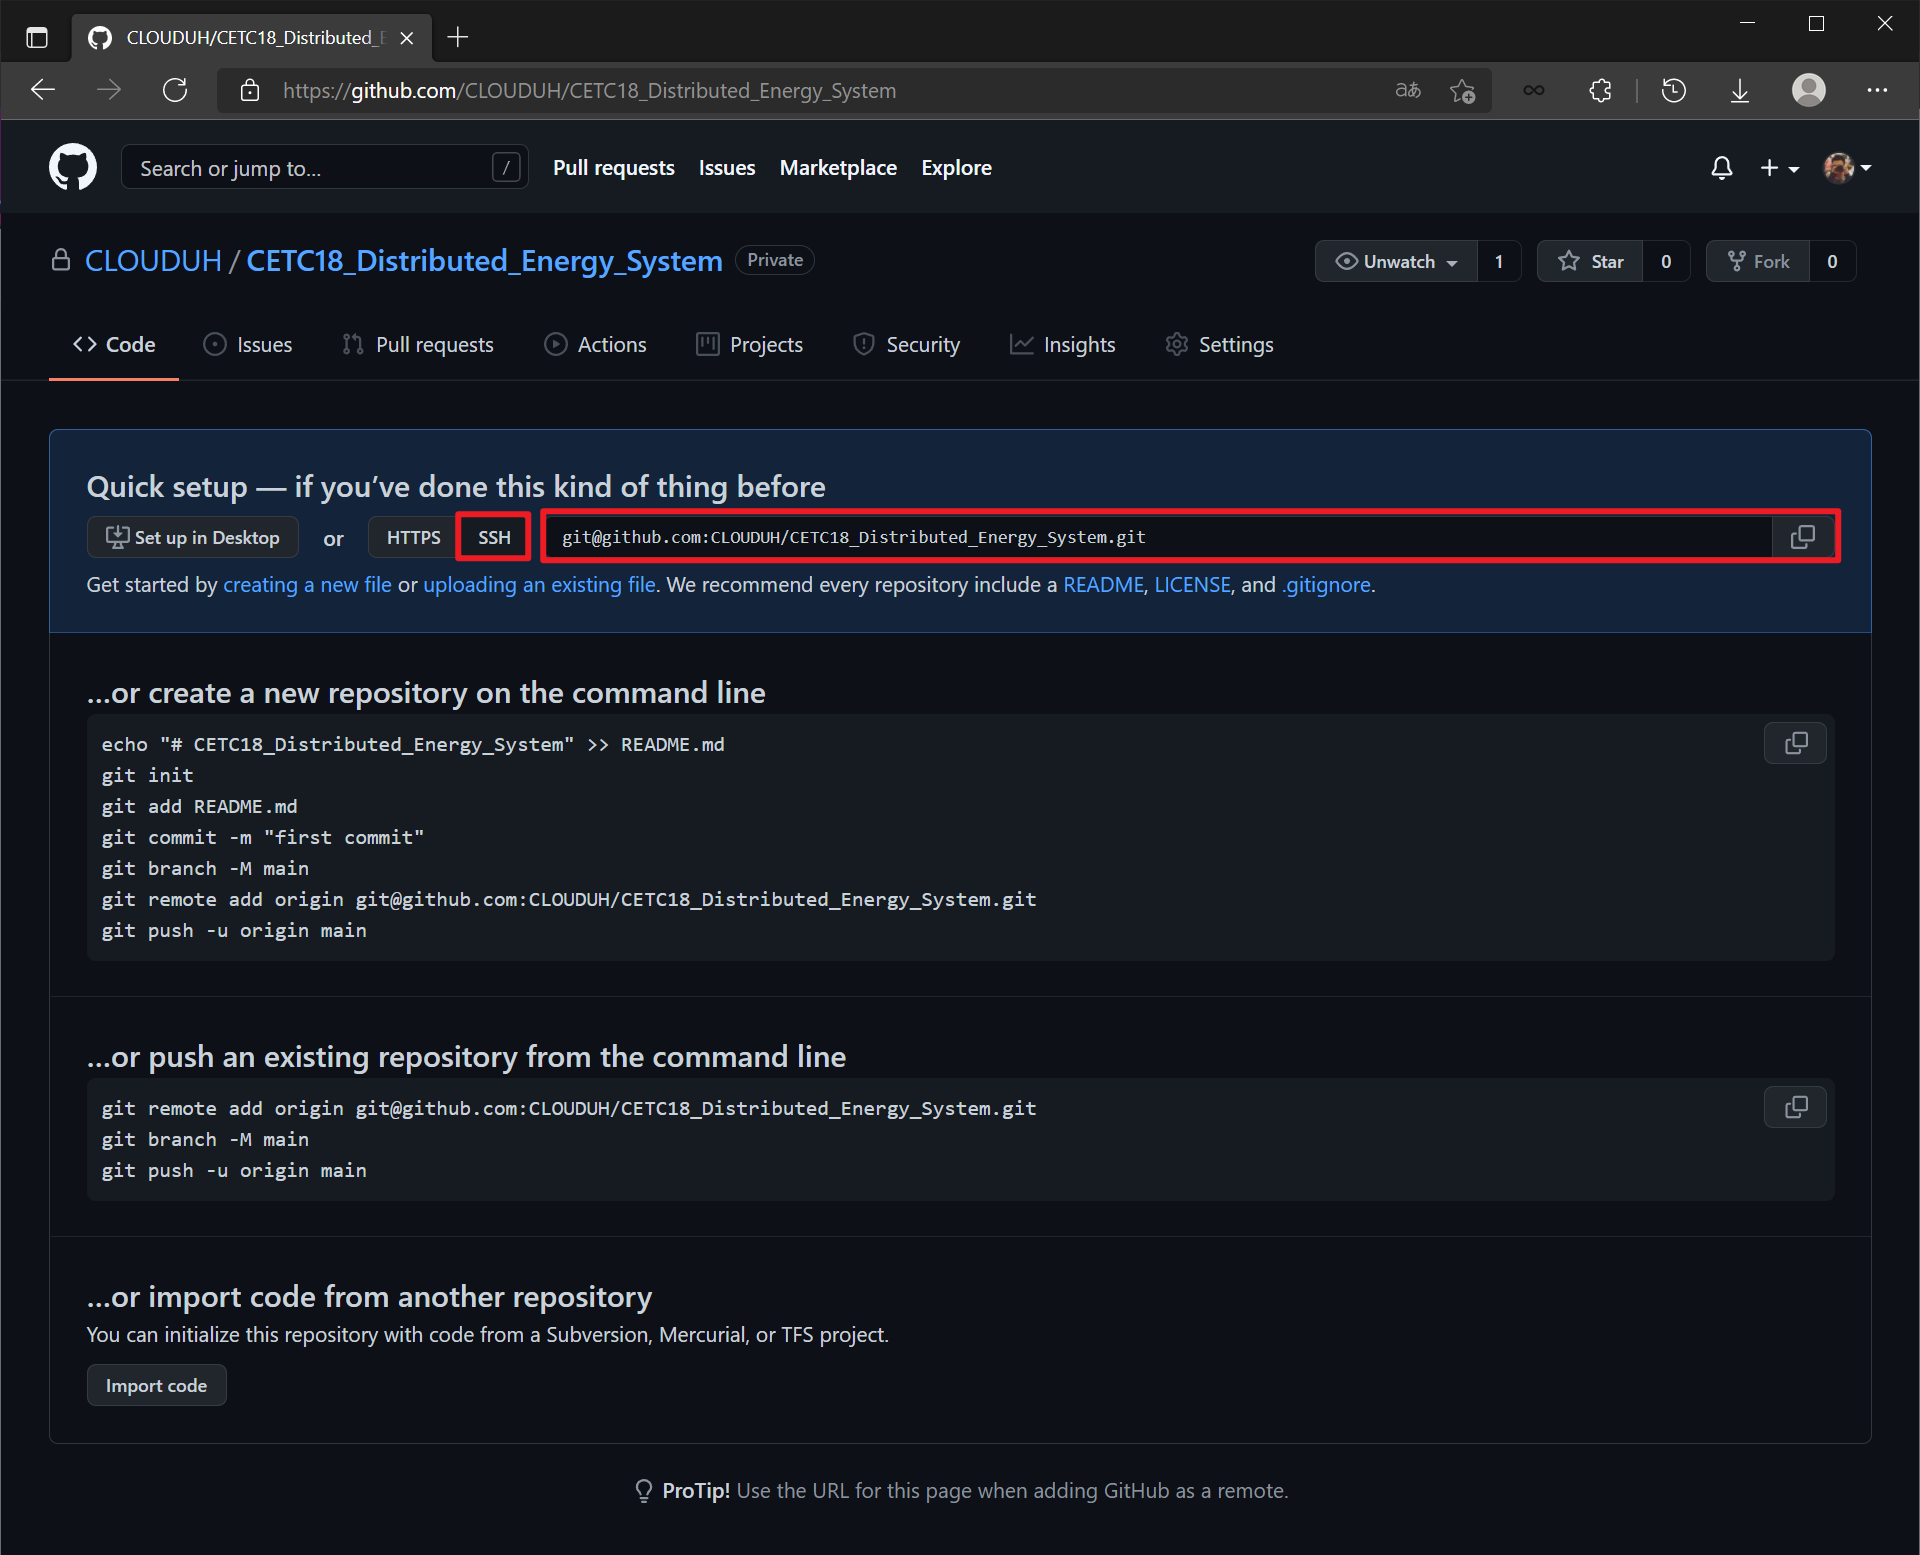 CLOUDUH/CETC18_Distributed_E
https://github.com/CLOUDUH/CETC18_Distributed_Energy_System
aあ
Search or jump to...
/
Pull requests
Issues
Marketplace
Explore
CLOUDUH / CETC18_Distributed_Energy_System
Private
Unwatch
1
Star
0
Fork
0
Code
Issues
Pull requests
Actions
Projects
Security
Insights
Settings
Quick setup — if you’ve done this kind of thing before
Set up in Desktop
or
HTTPS
SSH
git@github.com:CLOUDUH/CETC18_Distributed_Energy_System.git
Get started by creating a new file or uploading an existing file. We recommend every repository include a README, LICENSE, and .gitignore.
…or create a new repository on the command line
echo "# CETC18_Distributed_Energy_System" >> README.md
git init
git add README.md
git commit -m "first commit"
git branch -M main
git remote add origin git@github.com:CLOUDUH/CETC18_Distributed_Energy_System.git
git push -u origin main
…or push an existing repository from the command line
git remote add origin git@github.com:CLOUDUH/CETC18_Distributed_Energy_System.git
git branch -M main
git push -u origin main
…or import code from another repository
You can initialize this repository with code from a Subversion, Mercurial, or TFS project.
Import code
ProTip! Use the URL for this page when adding GitHub as a remote.